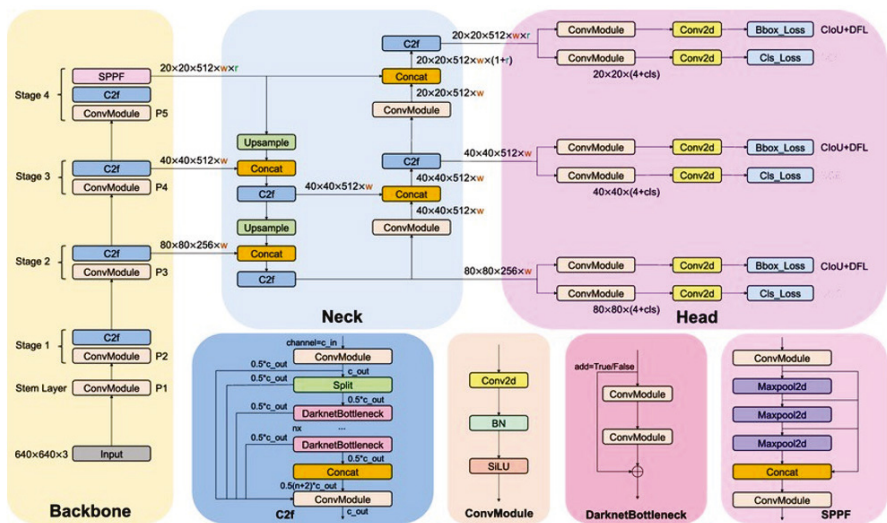 Stage 4
SPPF
C2f
ConvModule
P5
Stage 3
C2f
ConvModule
P4
Stage 2
C2f
ConvModule
P3
Stage 1
C2f
ConvModule
P2
Stem Layer
ConvModule
P1
640×640×3
Input
Backbone
20×20×512×w×r
40×40×512×w
80×80×256×w
Upsample
Concat
C2f
Upsample
Concat
C2f
40×40×512×w
C2f
20×20×512×w×(1+r)
Concat
20×20×512×w
ConvModule
C2f
40×40×512×w
Concat
40×40×512×w
ConvModule
Neck
20×20×512×w×r
ConvModule
Conv2d
Bbox_Loss
CIoU+DFL
ConvModule
Conv2d
Cls_Loss
20×20×(4+cls)
40×40×512×w
ConvModule
Conv2d
Bbox_Loss
CIoU+DFL
ConvModule
Conv2d
Cls_Loss
40×40×(4+cls)
80×80×256×w
ConvModule
Conv2d
Bbox_Loss
CIoU+DFL
ConvModule
Conv2d
Cls_Loss
80×80×(4+cls)
Head
channel=c_in
ConvModule
0.5*c_out
c_out
0.5*c_out
Split
0.5*c_out
0.5*c_out
DarknetBottleneck
nx
...
0.5*c_out
DarknetBottleneck
0.5*c_out
Concat
0.5(n+2)*c_out
ConvModule
C2f
c_out
Conv2d
BN
SiLU
ConvModule
add=True/False
ConvModule
ConvModule
DarknetBottleneck
ConvModule
Maxpool2d
Maxpool2d
Maxpool2d
Concat
ConvModule
SPPF